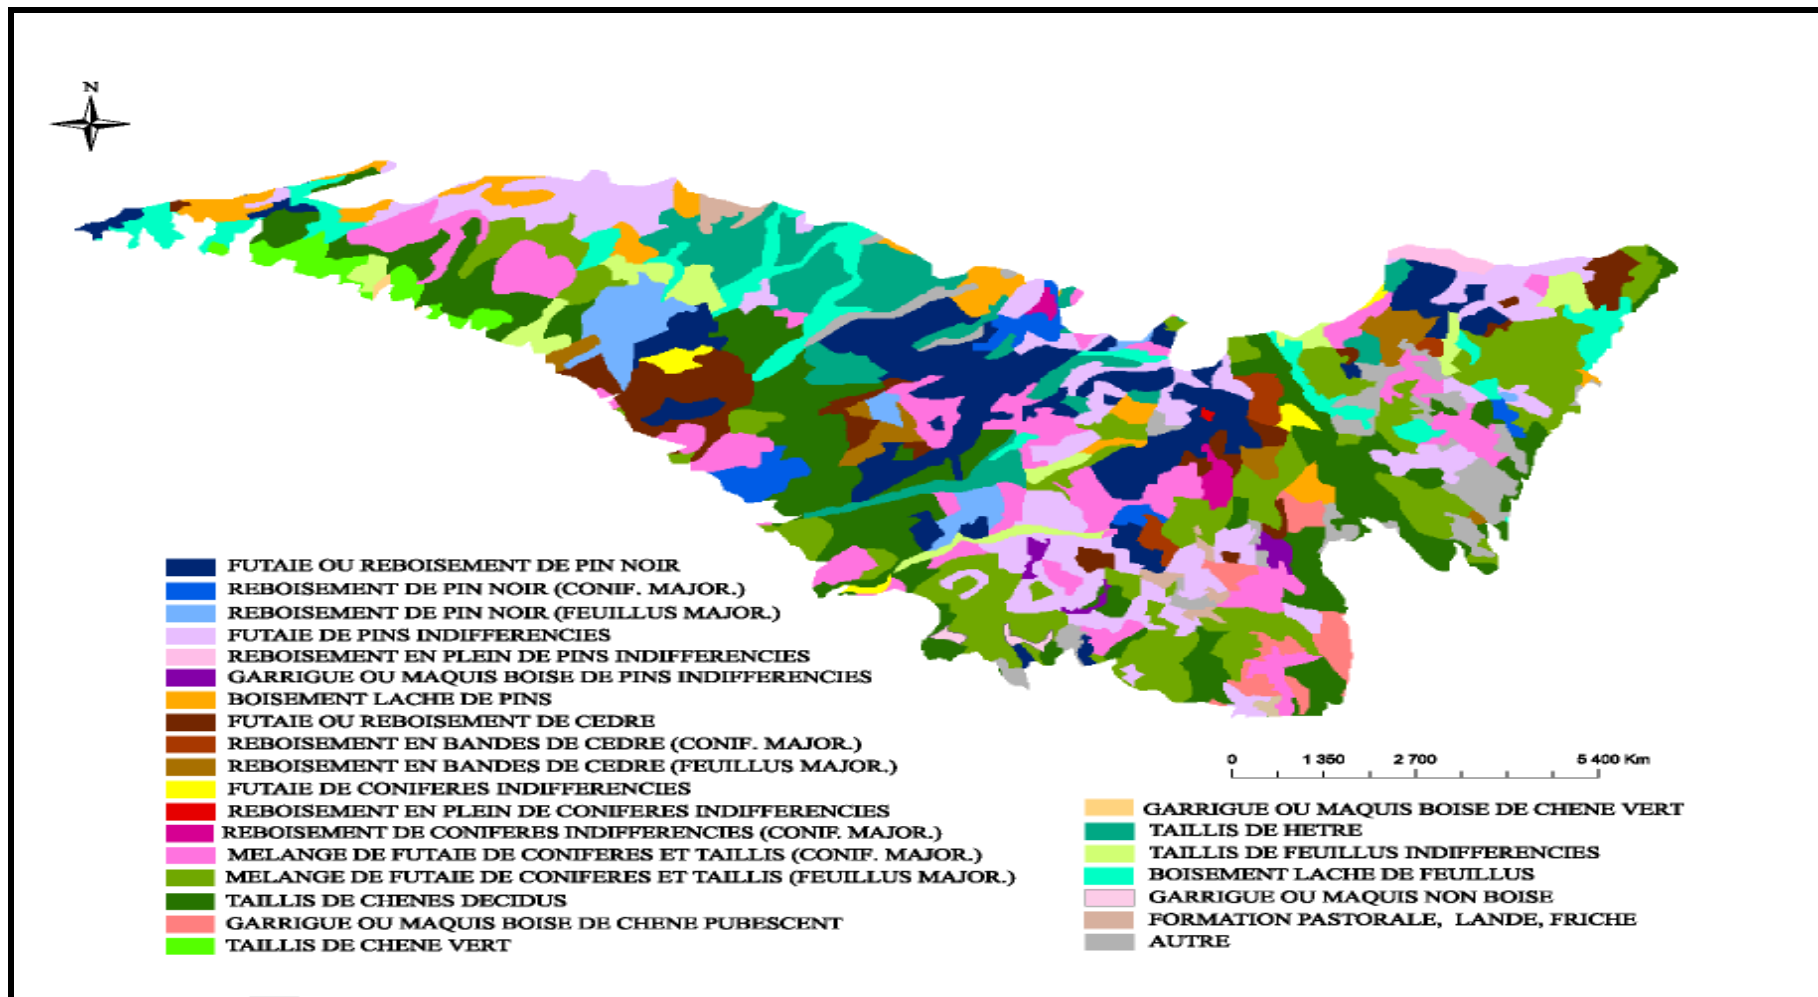 N
FUTAIE OU REBOISEMENT DE PIN NOIR
REBOISEMENT DE PIN NOIR (CONIF. MAJOR.)
REBOISEMENT DE PIN NOIR (FEUILLUS MAJOR.)
FUTAIE DE PINS INDIFFERENCIES
REBOISEMENT EN PLEIN DE PINS INDIFFERENCIES
GARRIGUE OU MAQUIS BOISE DE PINS INDIFFERENCIES
BOISEMENT LACHE DE PINS
FUTAIE OU REBOISEMENT DE CEDRE
REBOISEMENT EN BANDES DE CEDRE (CONIF. MAJOR.)
REBOISEMENT EN BANDES DE CEDRE (FEUILLUS MAJOR.)
FUTAIE DE CONIFERES INDIFFERENCIES
REBOISEMENT EN PLEIN DE CONIFERES INDIFFERENCIES
REBOISEMENT DE CONIFERES INDIFFERENCIES (CONIF. MAJOR.)
MELANGE DE FUTAIE DE CONIFERES ET TAILLIS (CONIF. MAJOR.)
MELANGE DE FUTAIE DE CONIFERES ET TAILLIS (FEUILLUS MAJOR.)
TAILLIS DE CHENES DECIDUS
GARRIGUE OU MAQUIS BOISE DE CHENE PUBESCENT
TAILLIS DE CHENE VERT
0 1 350 2 700 5 400 Km
GARRIGUE OU MAQUIS BOISE DE CHENE VERT
TAILLIS DE HETRE
TAILLIS DE FEUILLUS INDIFFERENCIES
BOISEMENT LACHE DE FEUILLUS
GARRIGUE OU MAQUIS NON BOISE
FORMATION PASTORALE, LANDE, FRICHE
AUTRE